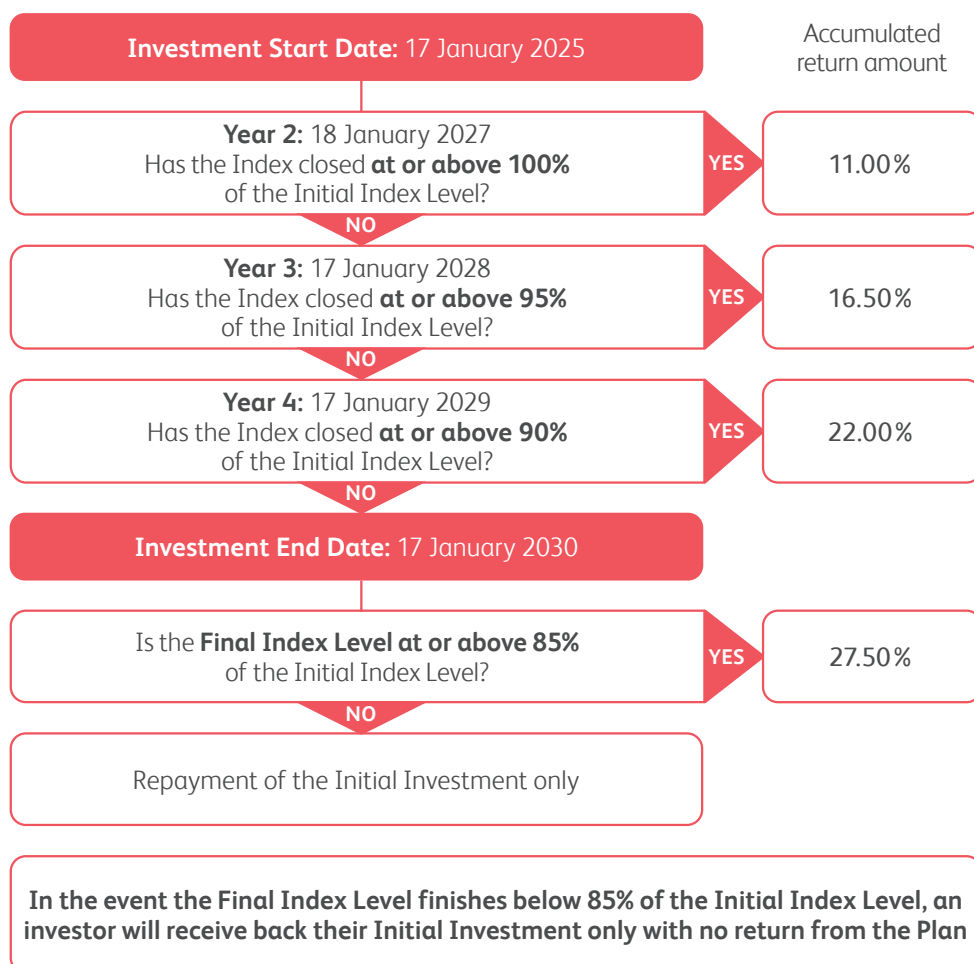 Investment Start Date: 17 January 2025
Accumulated
return amount
Year 2: 18 January 2027
Has the Index closed at or above 100%
of the Initial Index Level?
YES
11.00%
NO
Year 3: 17 January 2028
Has the Index closed at or above 95%
of the Initial Index Level?
YES
16.50%
NO
Year 4: 17 January 2029
Has the Index closed at or above 90%
of the Initial Index Level?
YES
22.00%
NO
Investment End Date: 17 January 2030
Is the Final Index Level at or above 85%
of the Initial Index Level?
YES
27.50%
NO
Repayment of the Initial Investment only
In the event the Final Index Level finishes below 85% of the Initial Index Level, an
investor will receive back their Initial Investment only with no return from the Plan